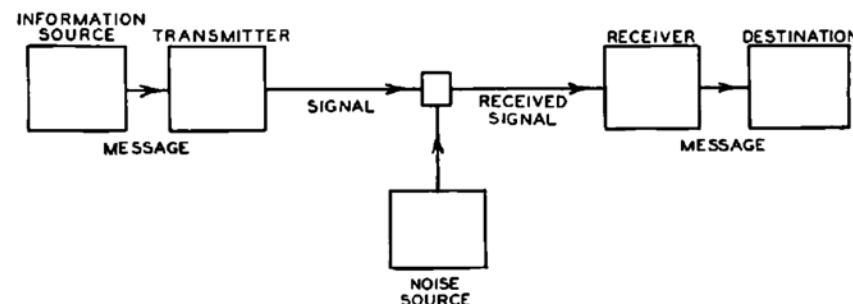 INFORMATION
SOURCE
TRANSMITTER
RECEIVER
DESTINATION
SIGNAL
RECEIVED
SIGNAL
MESSAGE
MESSAGE
NOISE
SOURCE